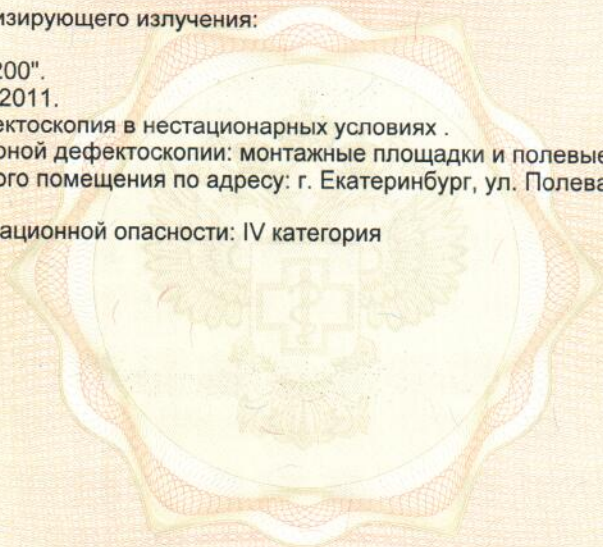 изирующего излучения:
200".
2011.
ектоскопия в нестационарных условиях .
рной дефектоскопии: монтажные площадки и полевые
ого помещения по адресу: г. Екатеринбург, ул. Полева
ационной опасности: IV категория